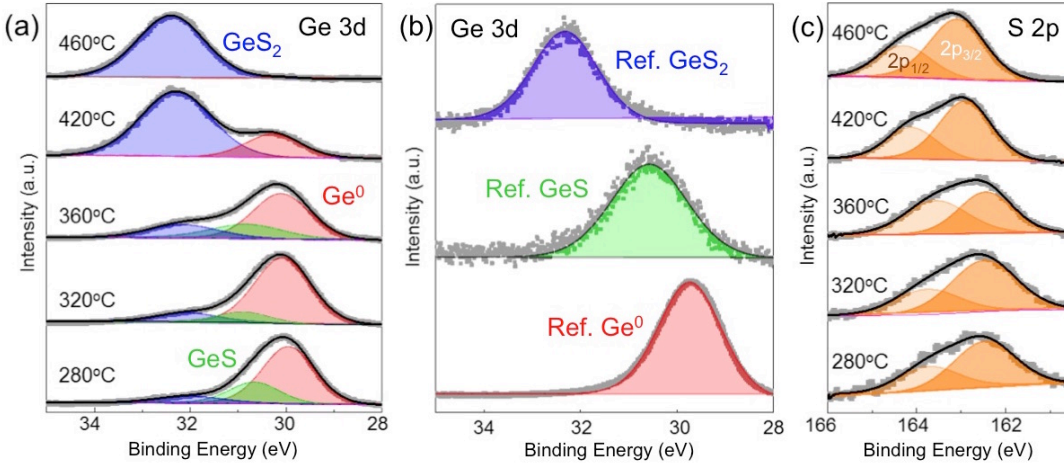 (a)
Ge 3d
460°C
GeS₂
420°C
360°C
Ge⁰
320°C
280°C
GeS
Intensity (a.u.)
34 32 30 28
Binding Energy (eV)
(b)
Ge 3d
Ref. GeS₂
Ref. GeS
Ref. Ge⁰
Intensity (a.u.)
34 32 30 28
Binding Energy (eV)
(c)
S 2p
460°C
2p₁/₂
2p₃/₂
420°C
360°C
320°C
280°C
Intensity (a.u.)
166 164 162
Binding Energy (eV)